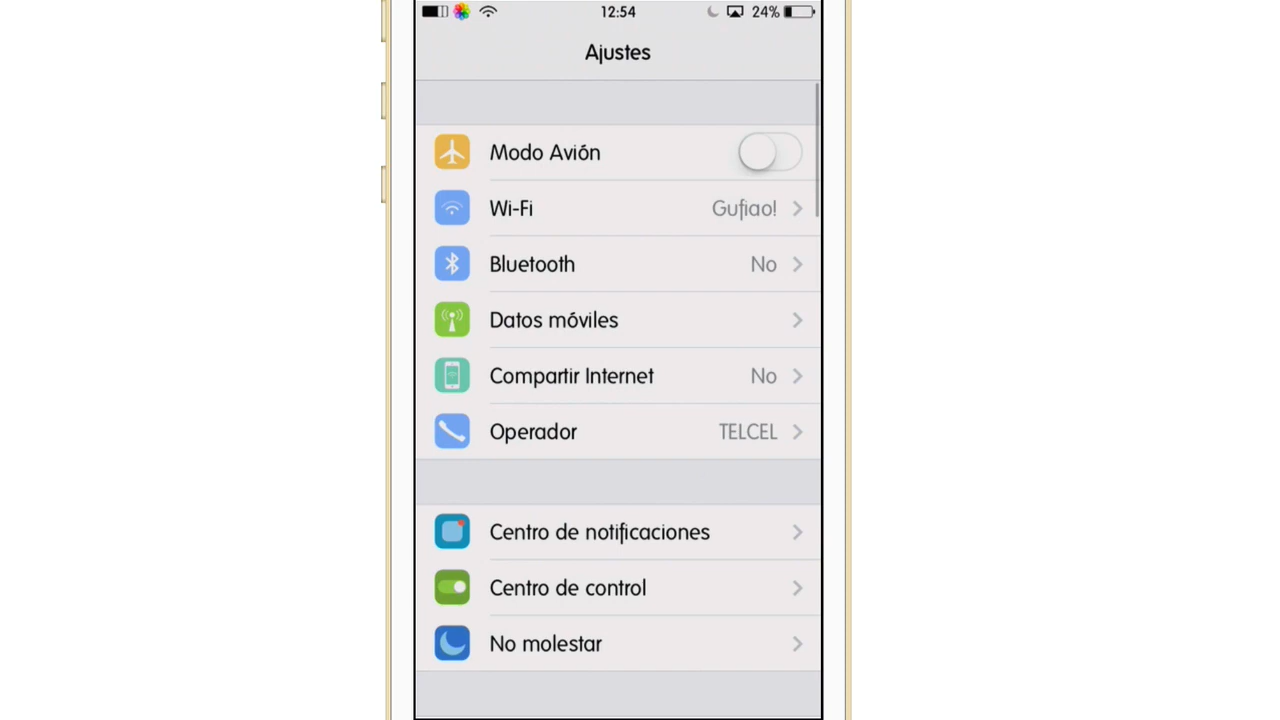 12:54 24%
Ajustes
Modo Avión
Wi-Fi Gufiao!
Bluetooth No
Datos móviles
Compartir Internet No
Operador TELCEL
Centro de notificaciones
Centro de control
No molestar